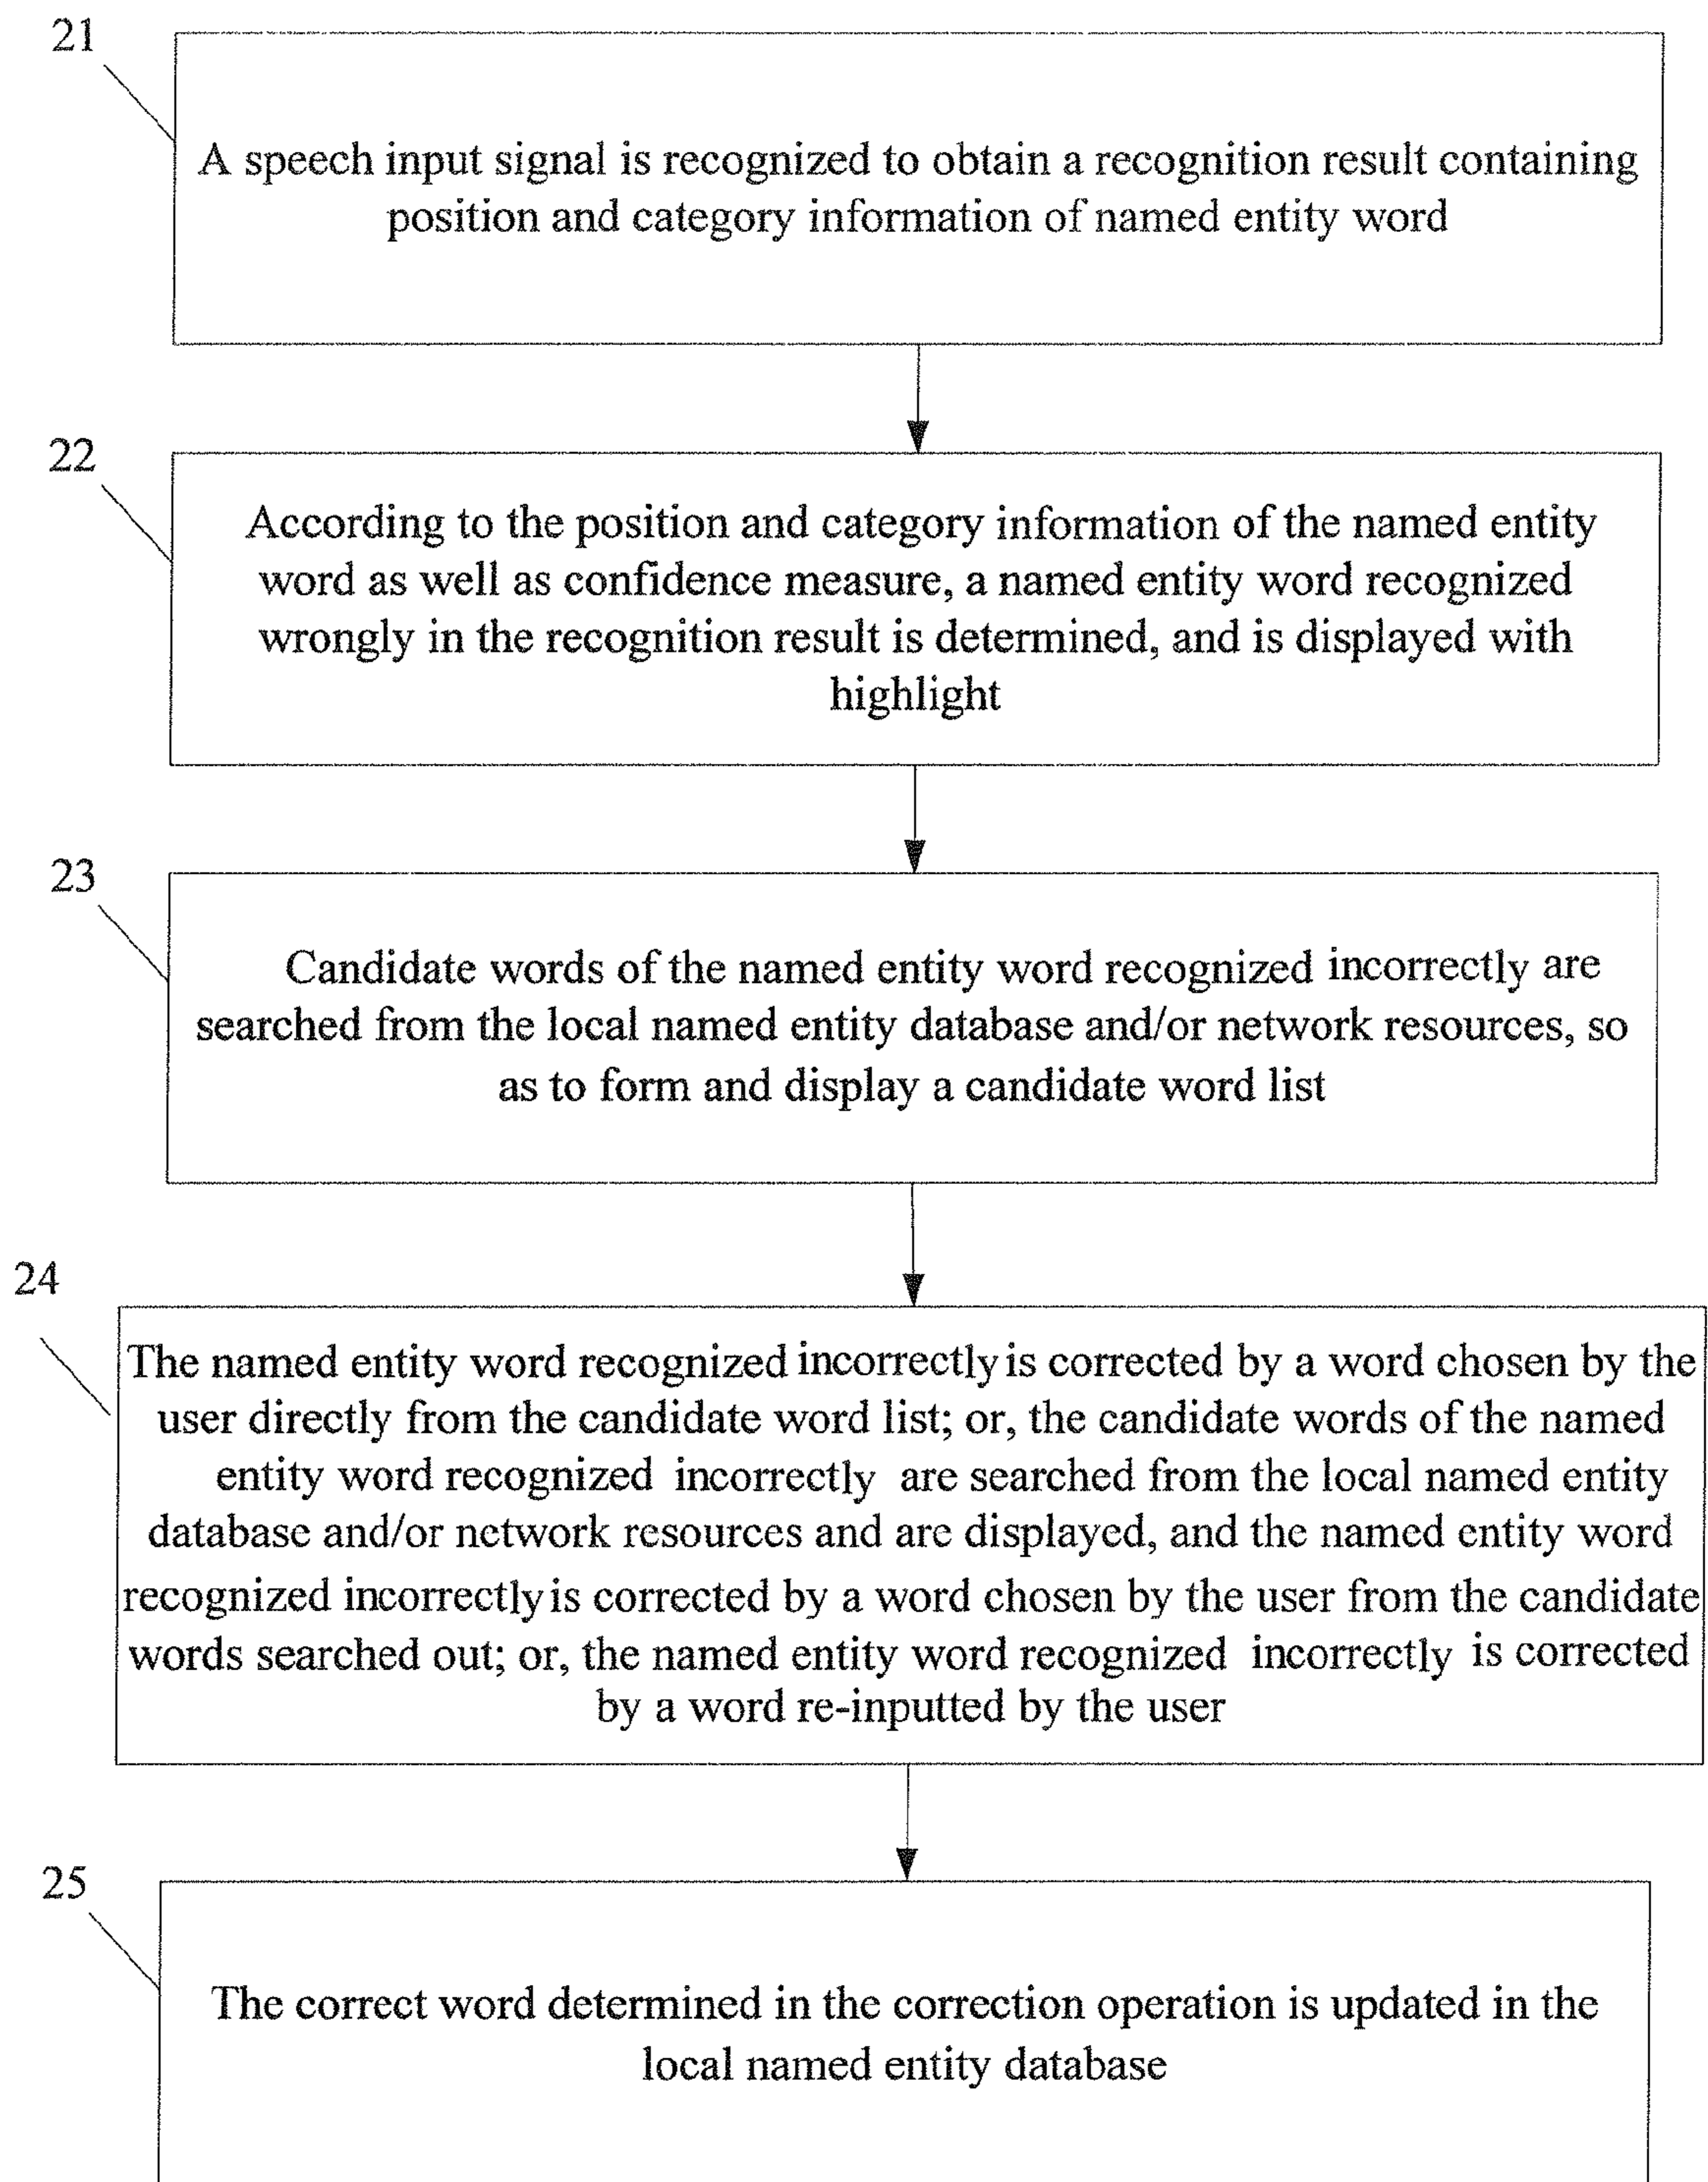 21
A speech input signal is recognized to obtain a recognition result containing
position and category information of named entity word
22
According to the position and category information of the named entity
word as well as confidence measure, a named entity word recognized
wrongly in the recognition result is determined, and is displayed with
highlight
23
Candidate words of the named entity word recognized incorrectly are
searched from the local named entity database and/or network resources, so
as to form and display a candidate word list
24
The named entity word recognized incorrectly is corrected by a word chosen by the
user directly from the candidate word list; or, the candidate words of the named
entity word recognized incorrectly are searched from the local named entity
database and/or network resources and are displayed, and the named entity word
recognized incorrectly is corrected by a word chosen by the user from the candidate
words searched out; or, the named entity word recognized incorrectly is corrected
by a word re-inputted by the user
25
The correct word determined in the correction operation is updated in the
local named entity database